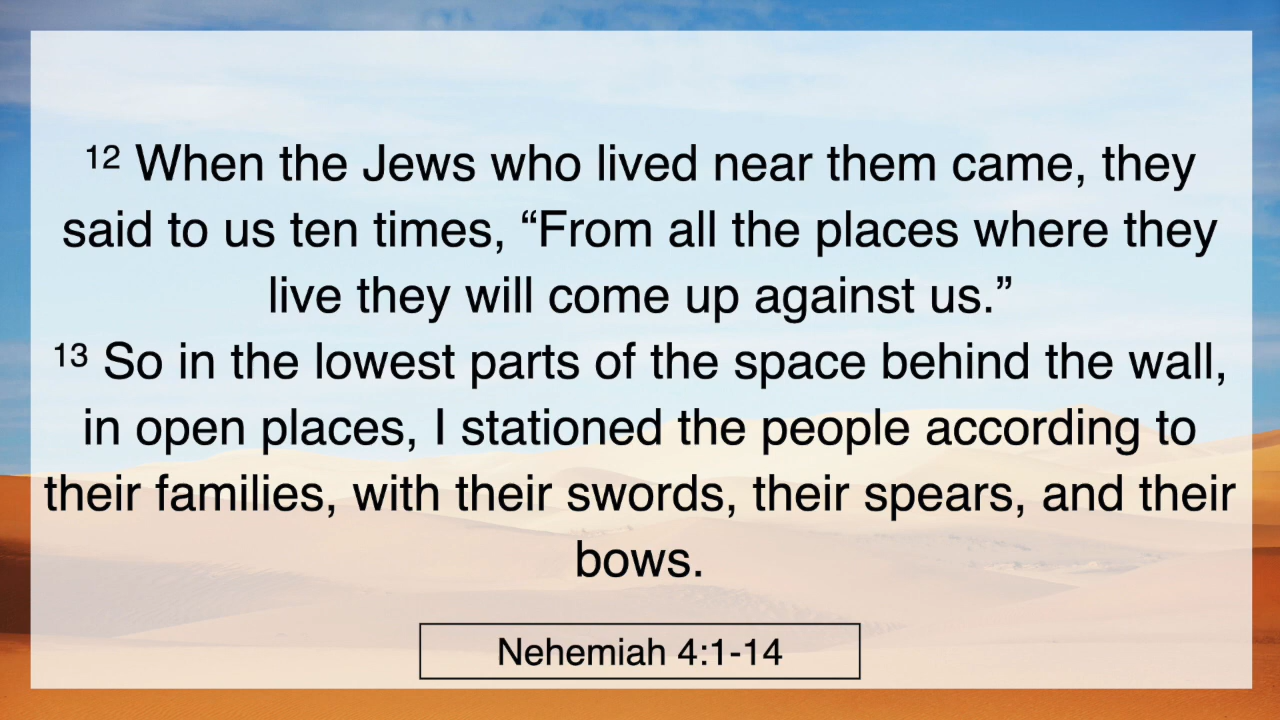 12 When the Jews who lived near them came, they
said to us ten times, “From all the places where they
live they will come up against us.”
13 So in the lowest parts of the space behind the wall,
in open places, I stationed the people according to
their families, with their swords, their spears, and their
bows.
Nehemiah 4:1-14